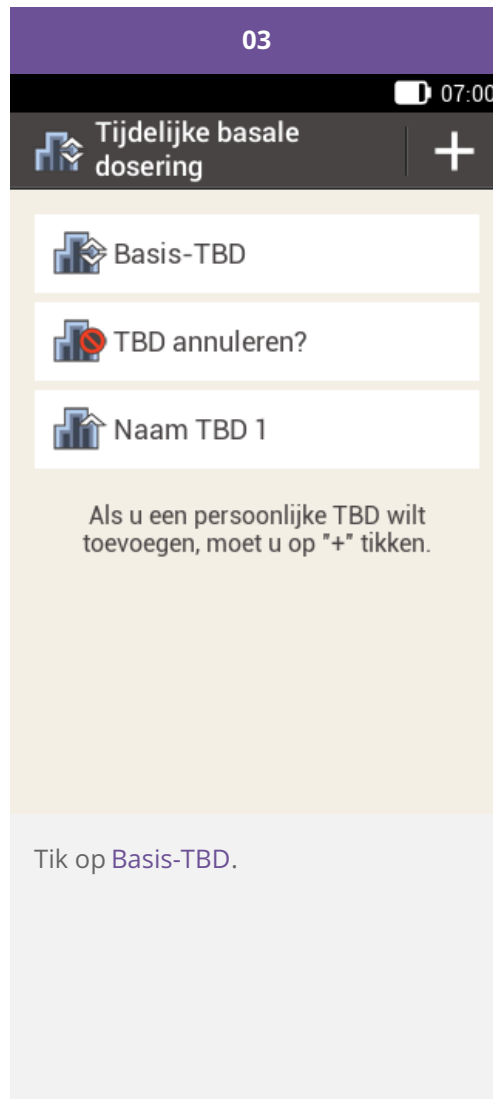 03
07:00
Tijdelijke basale
dosering
Basis-TBD
TBD annuleren?
Naam TBD 1
Als u een persoonlijke TBD wilt
toevoegen, moet u op "+" tikken.
Tik op Basis-TBD.